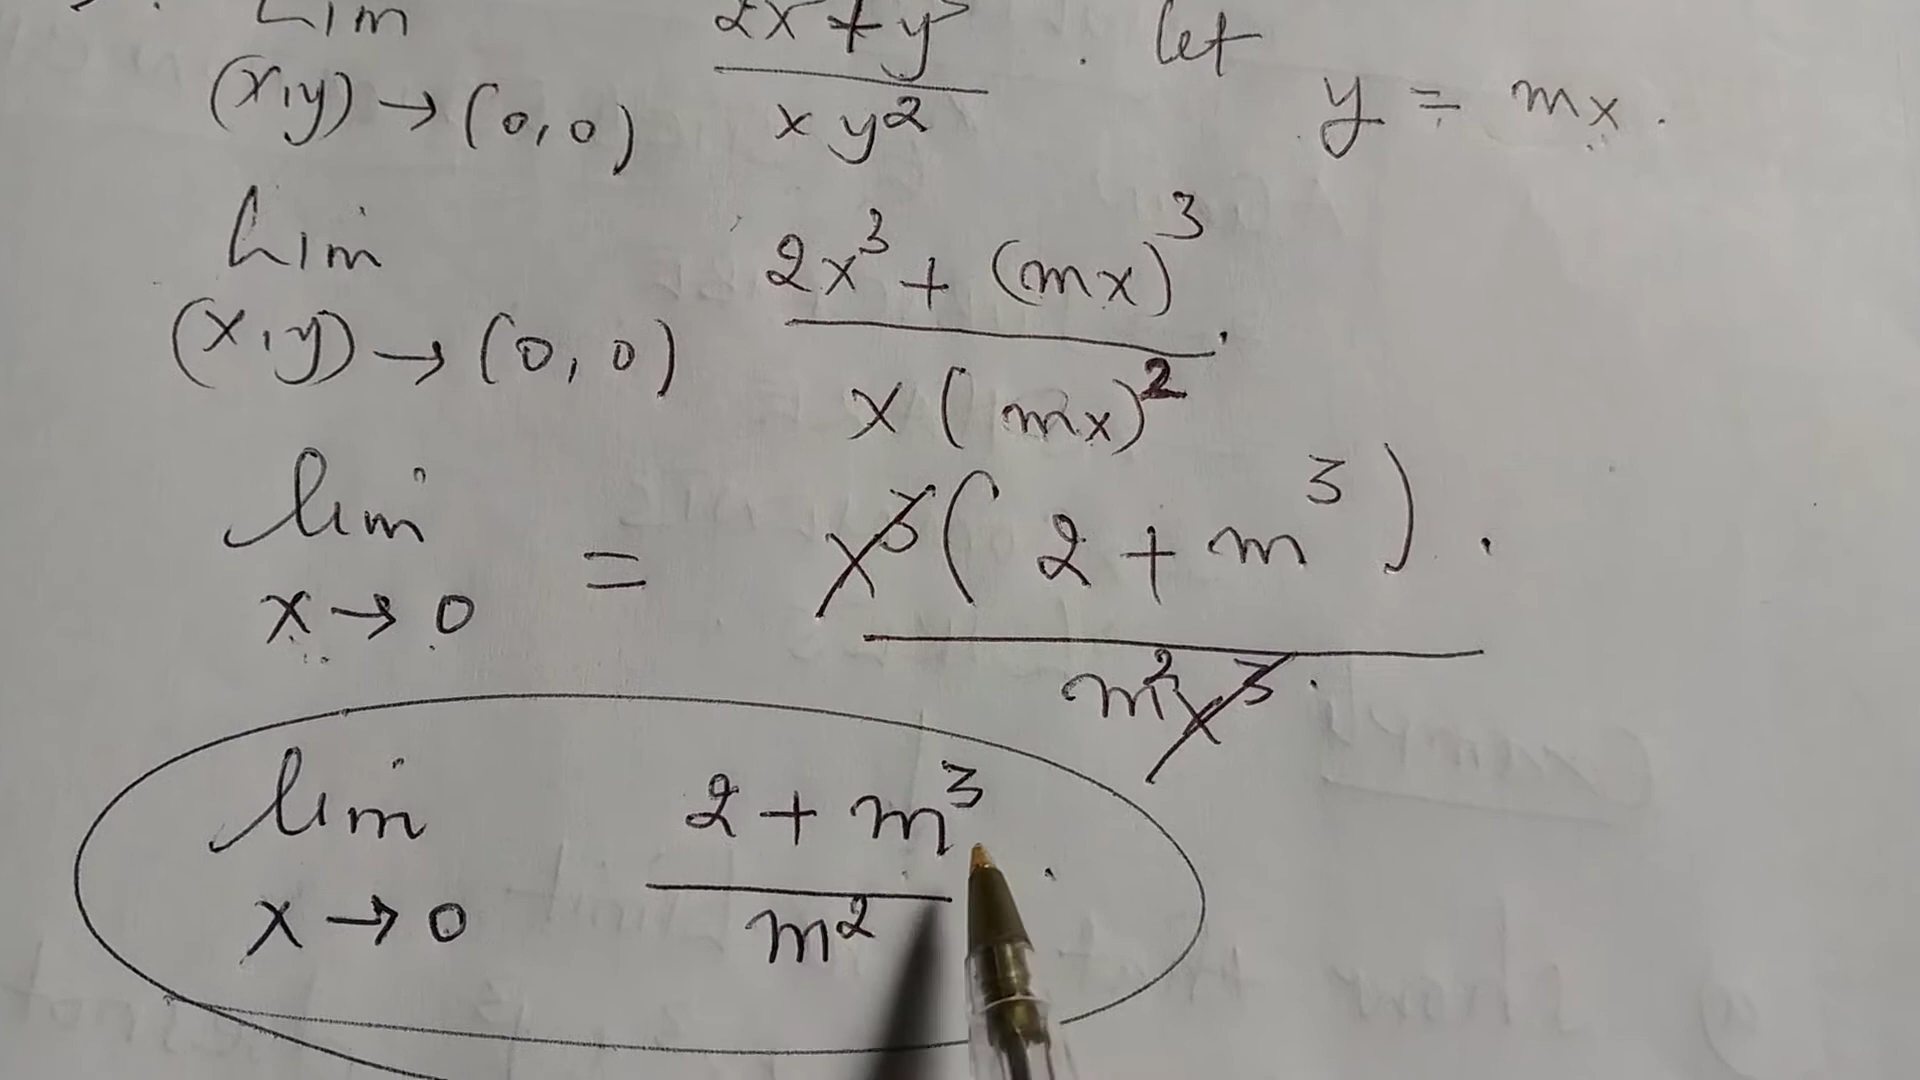 Lim 2x + y³ . let y = mx.
(x,y) → (0,0) xy²
Lim 2x³ + (mx)³ .
(x,y) → (0,0) x(mx)²
lim = x³(2 + m³) .
x → 0 m²x³ .
lim 2 + m³ .
x → 0 m²